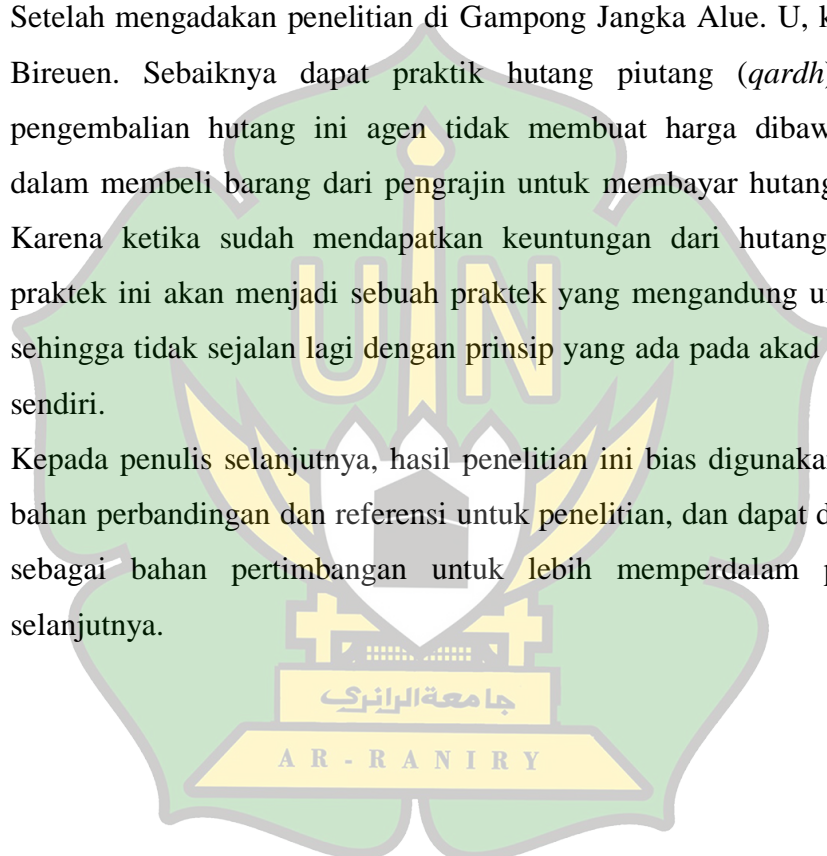 Setelah mengadakan penelitian di Gampong Jangka Alue. U, k
Bireuen. Sebaiknya dapat praktik hutang piutang (qardh)
pengembalian hutang ini agen tidak membuat harga dibaw
dalam membeli barang dari pengrajin untuk membayar hutang
Karena ketika sudah mendapatkan keuntungan dari hutang
praktek ini akan menjadi sebuah praktek yang mengandung u
sehingga tidak sejalan lagi dengan prinsip yang ada pada akad
sendiri.
Kepada penulis selanjutnya, hasil penelitian ini bias digunaka
bahan perbandingan dan referensi untuk penelitian, dan dapat d
sebagai bahan pertimbangan untuk lebih memperdalam p
selanjutnya.
UIN
جامعة الرانري
AR-RANIRY